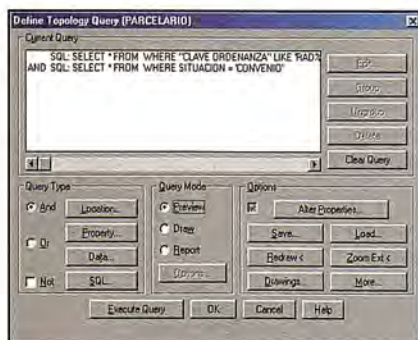 Define Topology Query (PARCELARIO)
Current Query
SQL: SELECT * FROM WHERE "CLAVE ORDENANZA" LIKE 'RAD%
AND SQL: SELECT * FROM WHERE SITUACION = 'CONVENIO"
Edit...
Group
Ungroup
Delete
Clear Query
Query Type
And
Or
Not
Location...
Property...
Data...
SQL...
Query Mode
Preview
Draw
Report
Options...
Options
Alter Properties...
Save...
Load...
Redraw <
Zoom Ext <
Drawings...
More...
Execute Query
OK
Cancel
Help